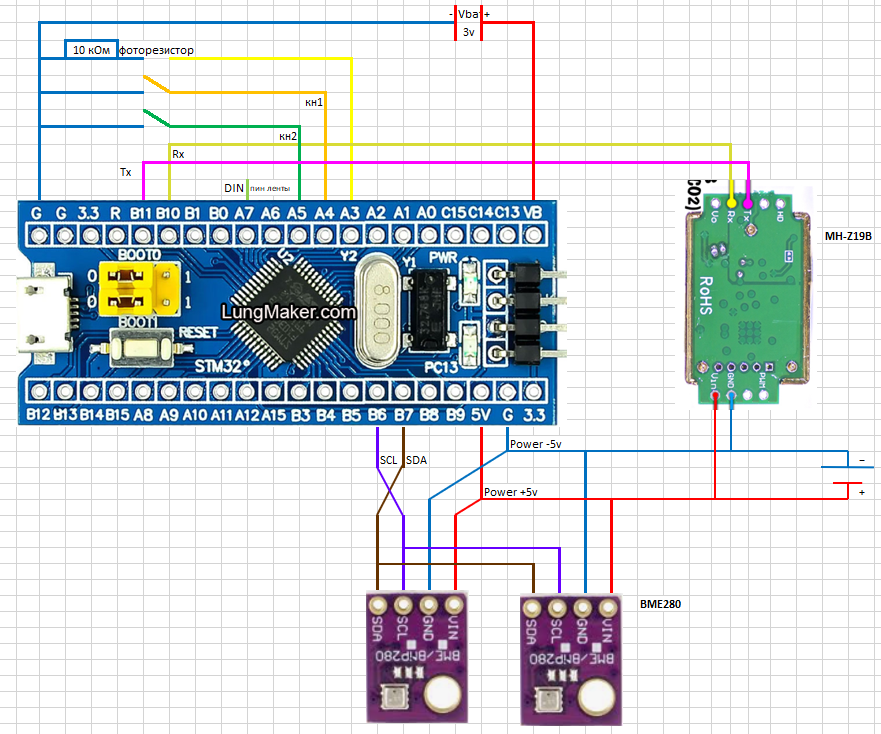 - Vbat +
3v
10 кОм фоторезистор
кн1
кн2
Rx
Tx
DIN пин ленты
G G 3.3 R B11 B10 B1 B0 A7 A6 A5 A4 A3 A2 A1 A0 C15 C14 C13 VB
BOOT0
0 1
0 1
BOOT1
RESET
U2
Y2
Y1
PWR
8.000
LungMaker.com
STM32
PC13
B12 B13 B14 B15 A8 A9 A10 A11 A12 A15 B3 B4 B5 B6 B7 B8 B9 5V G 3.3
CO2)
Vo Rx Tx HD
RoHS
Vin GND PWM
MH-Z19B
SCL SDA
Power -5v
Power +5v
–
+
BME280
SDA SCL GND VIN
BME/BMP280
SDA SCL GND VIN
BME/BMP280